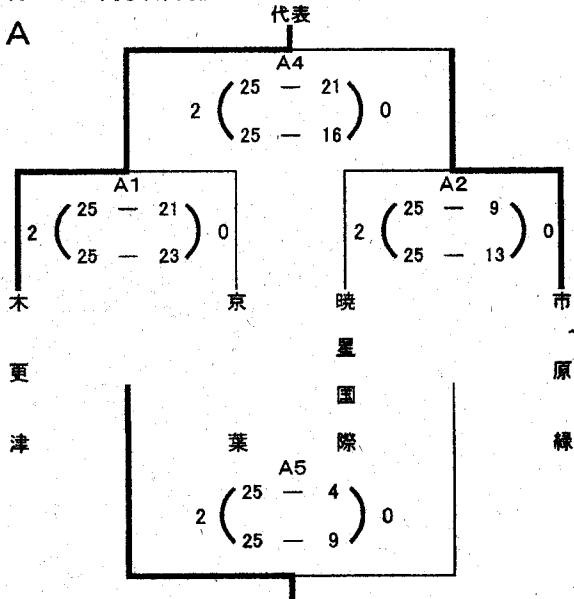 代表
A
A4
2 ( 25 — 21 ) 0
25 — 16
A1
2 ( 25 — 21 ) 0
25 — 23
A2
2 ( 25 — 9 ) 0
25 — 13
木更津
京葉
暁星国際
市原緑
A5
2 ( 25 — 4 ) 0
25 — 9